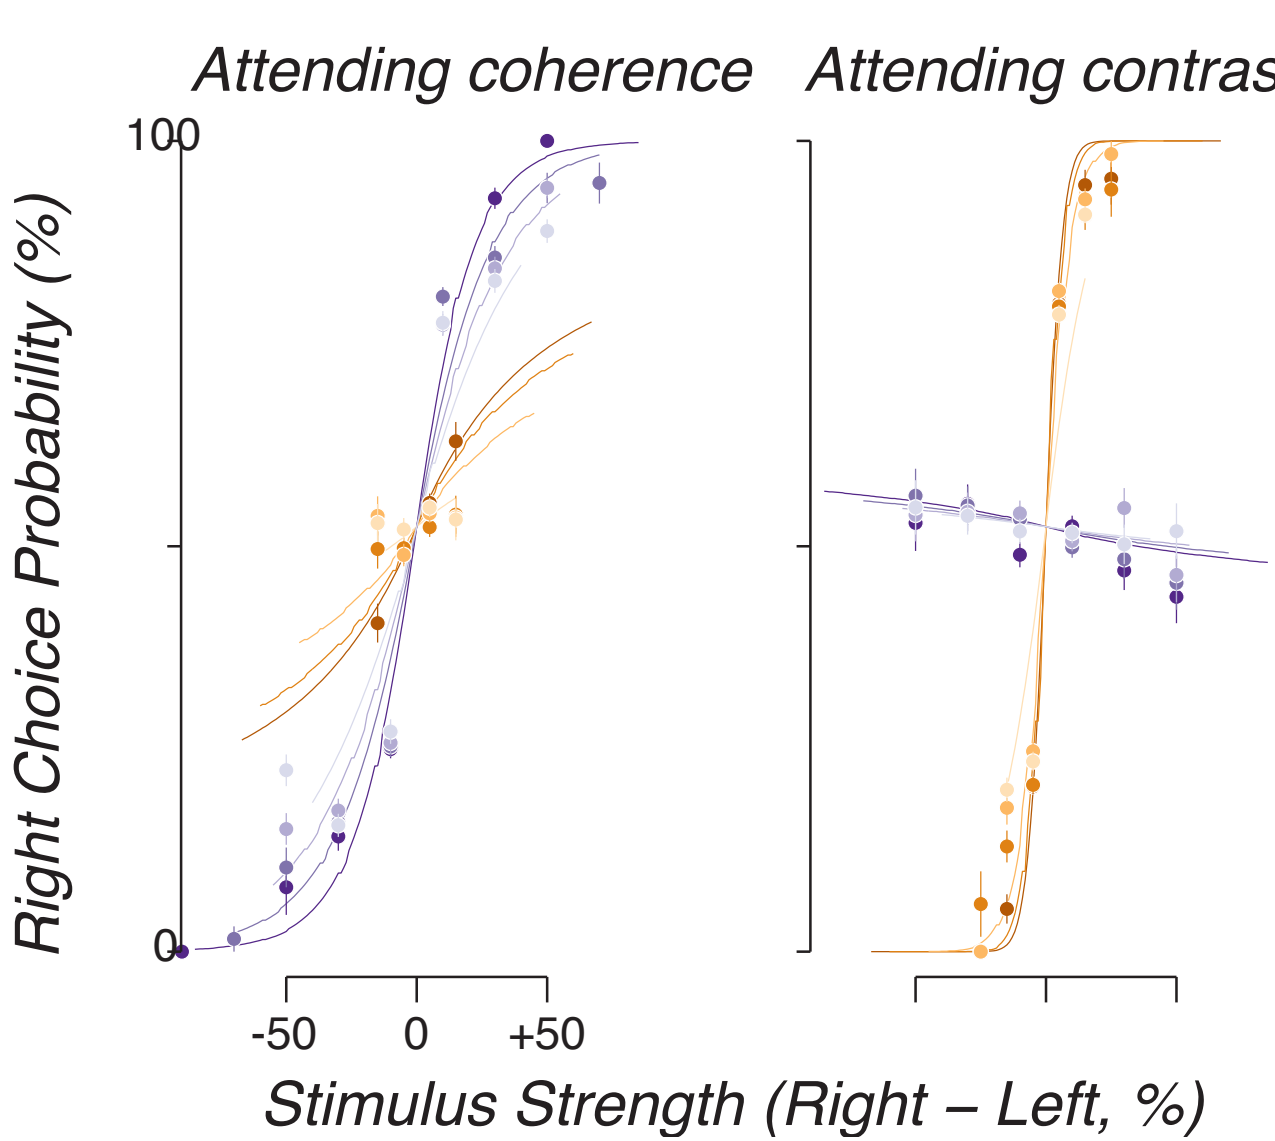 Attending coherence
Attending contras
100
Right Choice Probability (%)
0
-50 0 +50
Stimulus Strength (Right – Left, %)